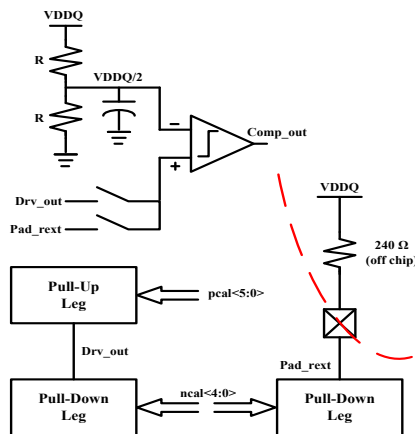 VDDQ
R
VDDQ/2
R
−
+
Comp_out
Drv_out
Pad_rext
VDDQ
240 Ω
(off chip)
Pull-Up
Leg
pcal<5:0>
Drv_out
Pad_rext
Pull-Down
Leg
ncal<4:0>
Pull-Down
Leg